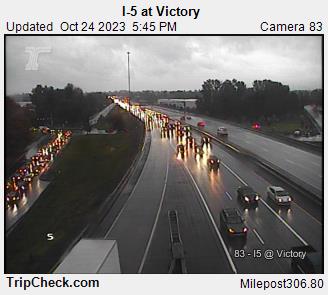 I-5 at Victory
Updated Oct 24 2023 5:45 PM Camera 83
S
83 - I5 @ Victory
TripCheck.com Milepost306.80